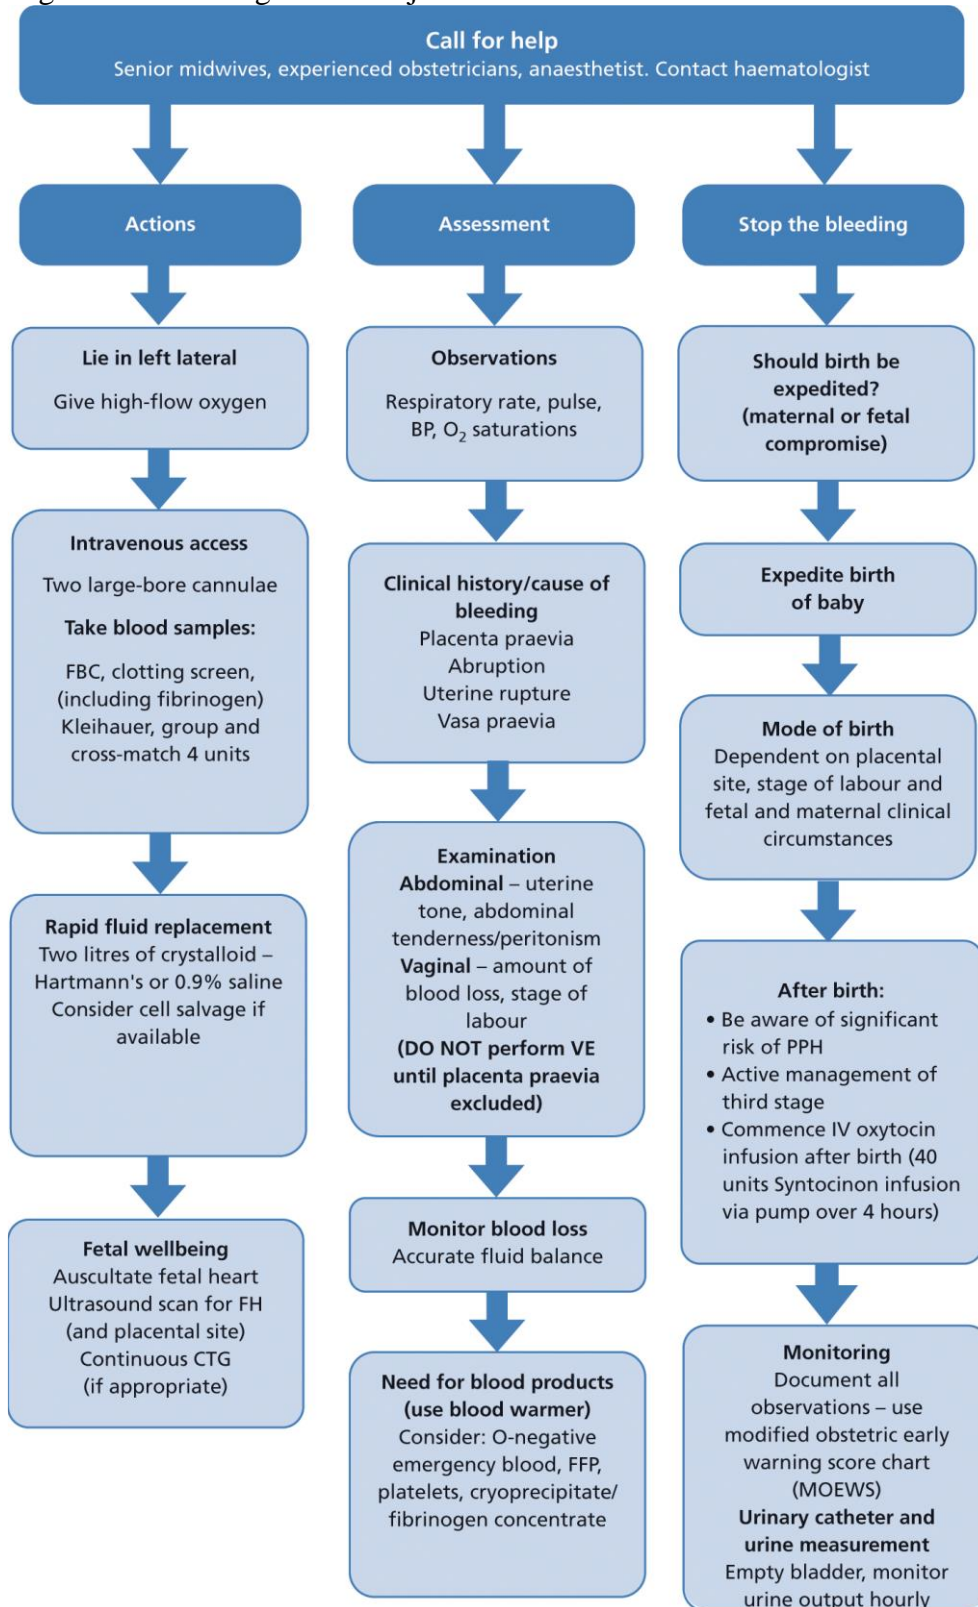 Call for help
Senior midwives, experienced obstetricians, anaesthetist. Contact haematologist
Actions
Lie in left lateral
Give high-flow oxygen
Intravenous access
Two large-bore cannulae
Take blood samples:
FBC, clotting screen,
(including fibrinogen)
Kleihauer, group and
cross-match 4 units
Rapid fluid replacement
Two litres of crystalloid –
Hartmann's or 0.9% saline
Consider cell salvage if
available
Fetal wellbeing
Auscultate fetal heart
Ultrasound scan for FH
(and placental site)
Continuous CTG
(if appropriate)
Assessment
Observations
Respiratory rate, pulse,
BP, O₂ saturations
Clinical history/cause of
bleeding
Placenta praevia
Abruption
Uterine rupture
Vasa praevia
Examination
Abdominal – uterine
tone, abdominal
tenderness/peritonism
Vaginal – amount of
blood loss, stage of
labour
(DO NOT perform VE
until placenta praevia
excluded)
Monitor blood loss
Accurate fluid balance
Need for blood products
(use blood warmer)
Consider: O-negative
emergency blood, FFP,
platelets, cryoprecipitate/
fibrinogen concentrate
Stop the bleeding
Should birth be
expedited?
(maternal or fetal
compromise)
Expedite birth
of baby
Mode of birth
Dependent on placental
site, stage of labour and
fetal and maternal clinical
circumstances
After birth:
• Be aware of significant
risk of PPH
• Active management of
third stage
• Commence IV oxytocin
infusion after birth (40
units Syntocinon infusion
via pump over 4 hours)
Monitoring
Document all
observations – use
modified obstetric early
warning score chart
(MOEWS)
Urinary catheter and
urine measurement
Empty bladder, monitor
urine output hourly